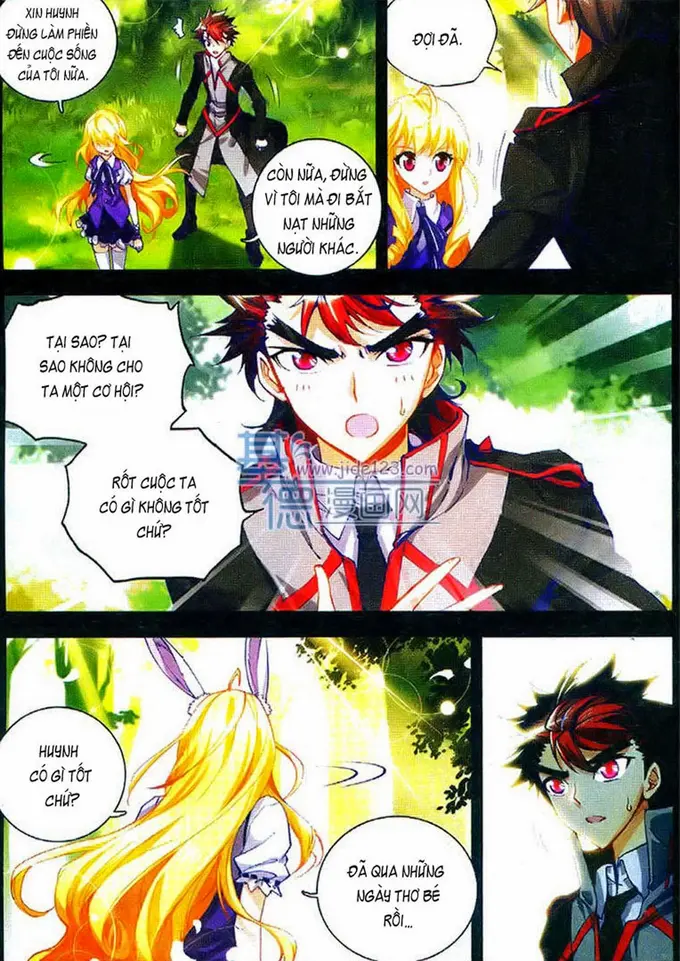 XIN HUYNH
ĐỪNG LÀM PHIỀN
ĐẾN CUỘC SỐNG
CỦA TÔI NỮA.
CÒN NỮA, ĐỪNG
VÌ TÔI MÀ ĐI BẮT
NẠT NHỮNG
NGƯỜI KHÁC.
ĐỢI ĐÃ.
TẠI SAO? TẠI
SAO KHÔNG CHO
TA MỘT CƠ HỘI?
RỐT CUỘC TA
CÓ GÌ KHÔNG TỐT
CHỨ?
www.jide123.com
基德漫画网
HUYNH
CÓ GÌ TỐT
CHỨ?
ĐÃ QUA NHỮNG
NGÀY THƠ BÉ
RỒI...